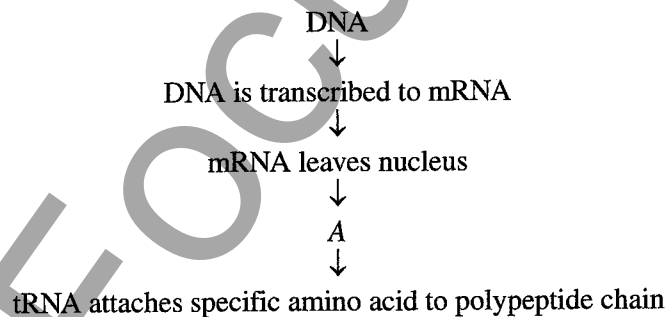 DNA
↓
DNA is transcribed to mRNA
↓
mRNA leaves nucleus
↓
A
↓
tRNA attaches specific amino acid to polypeptide chain